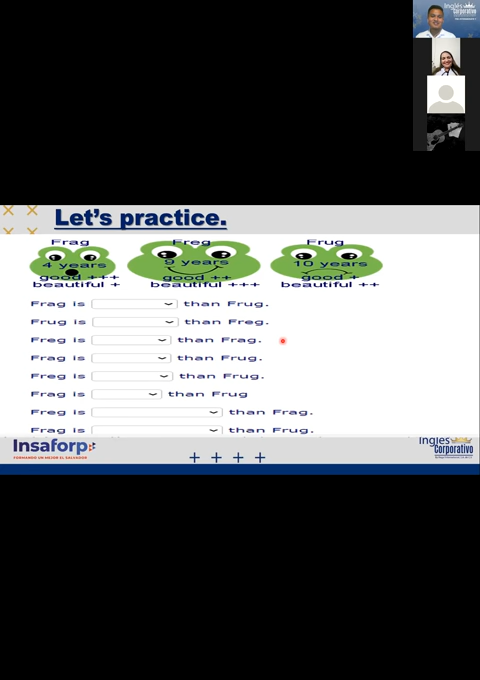 Inglés
Corporativo
Let's practice.
Frag
Freg
Frug
4 years
9 years
10 years
good +++
good ++
good +
beautiful +
beautiful +++
beautiful ++
Frag is than Frug.
Frug is than Freg.
Freg is than Frag.
Frag is than Frug.
Freg is than Frug.
Frag is than Frug
Freg is than Frag.
Frag is than Frug.
Insaforp
FORMANDO UN MEJOR EL SALVADOR
+ + + +
Inglés
Corporativo